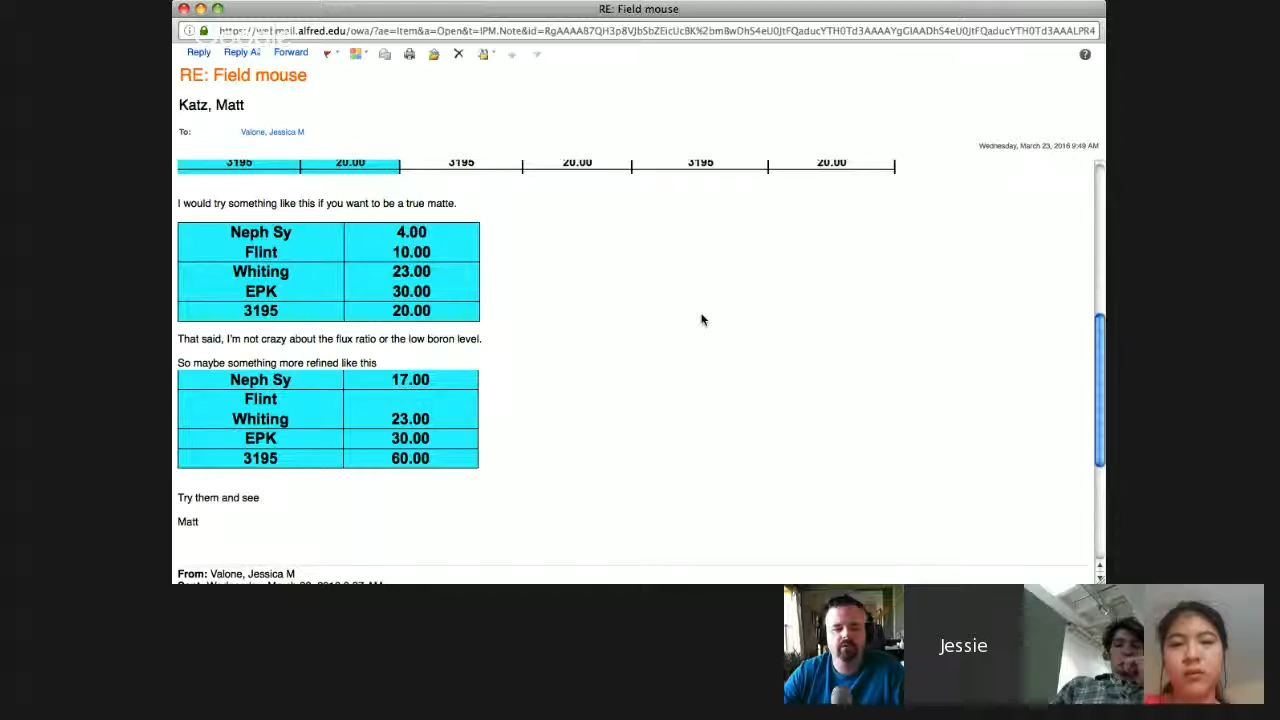 RE: Field mouse
Reply Reply All Forward
RE: Field mouse
Katz, Matt
To: Valone, Jessica M
Wednesday, March 23, 2016 9:49 AM
3195 20.00 3195 20.00 3195 20.00
I would try something like this if you want to be a true matte.
Neph Sy 4.00
Flint 10.00
Whiting 23.00
EPK 30.00
3195 20.00
That said, I'm not crazy about the flux ratio or the low boron level.
So maybe something more refined like this
Neph Sy 17.00
Flint
Whiting 23.00
EPK 30.00
3195 60.00
Try them and see
Matt
From: Valone, Jessica M
Jessie